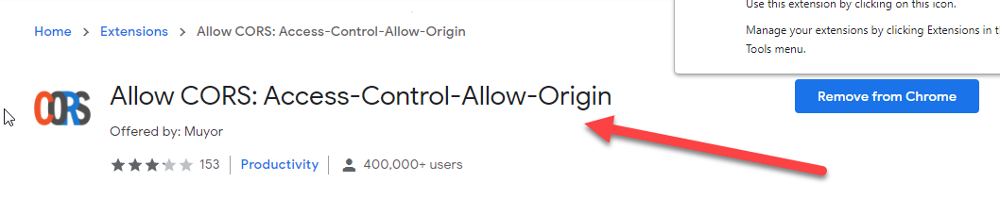 Use this extension by clicking on this icon.
Manage your extensions by clicking Extensions in th
Tools menu.
Home > Extensions > Allow CORS: Access-Control-Allow-Origin
CORS
Allow CORS: Access-Control-Allow-Origin
Remove from Chrome
Offered by: Muyor
153 Productivity 400,000+ users